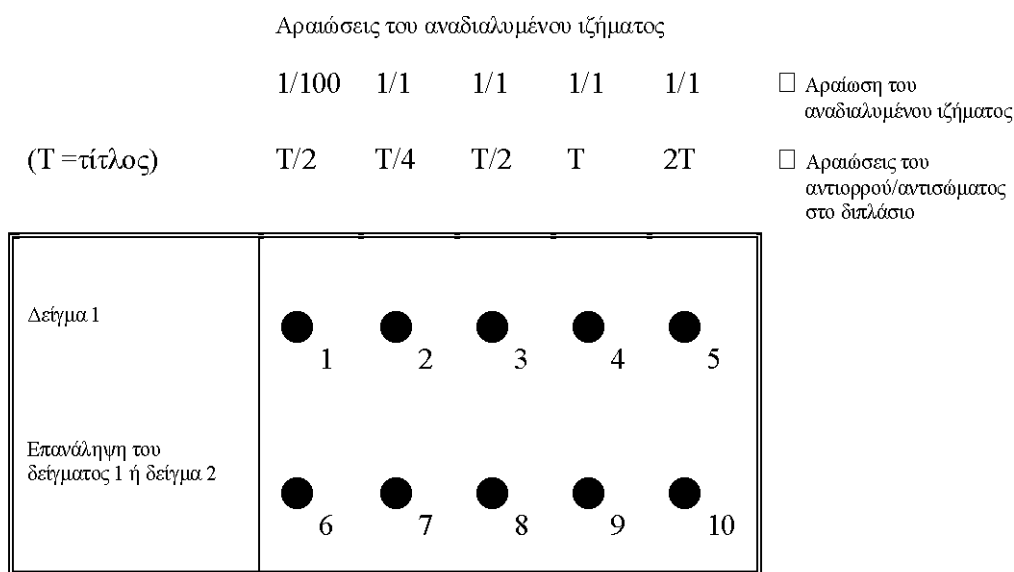 Αραιώσεις του αναδιαλυμένου ιζήματος
1/100 1/1 1/1 1/1 1/1 □ Αραίωση του
αναδιαλυμένου ιζήματος
(Τ =τίτλος) Τ/2 Τ/4 Τ/2 Τ 2Τ □ Αραιώσεις του
αντιορρού/αντισώματος
στο διπλάσιο
Δείγμα 1
1 2 3 4 5
Επανάληψη του
δείγματος 1 ή δείγμα 2
6 7 8 9 10